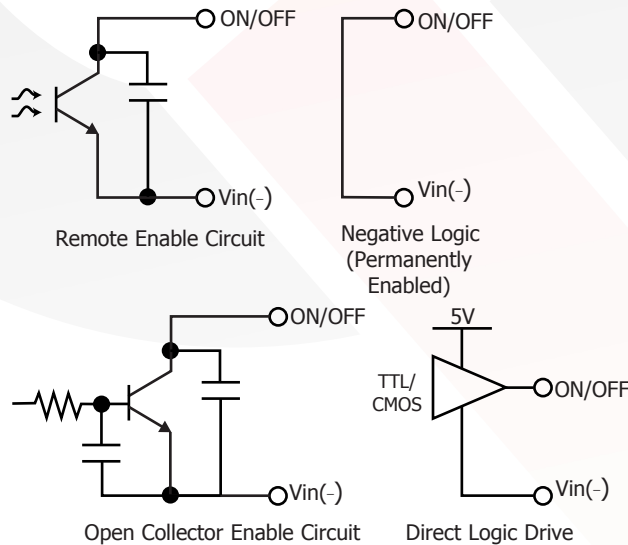 ON/OFF
Vin(-)
Remote Enable Circuit
ON/OFF
Vin(-)
Negative Logic
(Permanently
Enabled)
ON/OFF
Vin(-)
Open Collector Enable Circuit
5V
TTL/
CMOS
ON/OFF
Vin(-)
Direct Logic Drive